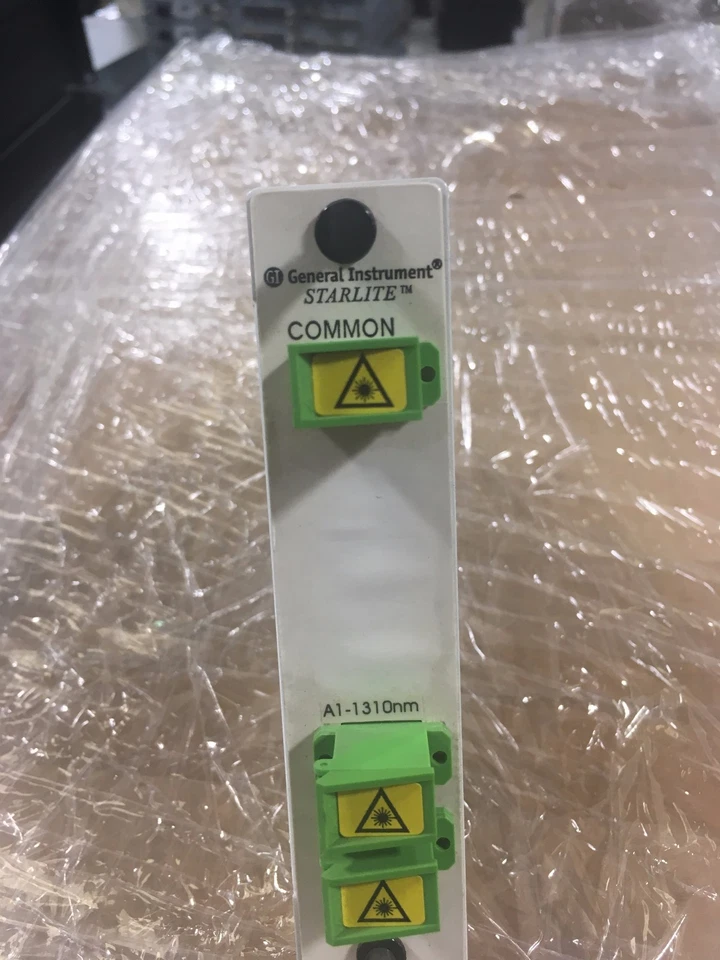 GI General Instrument®
STARLITE™
COMMON
A1-1310nm